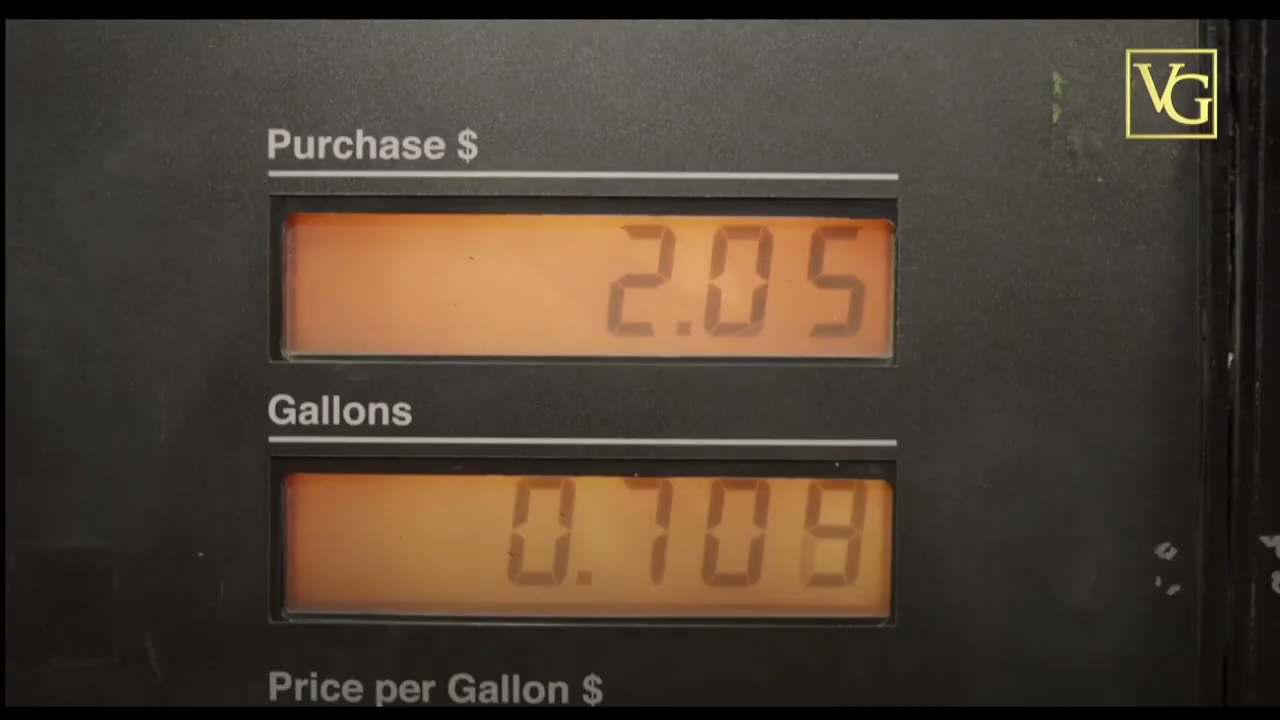 VG
Purchase $
2.05
Gallons
0.709
Price per Gallon $